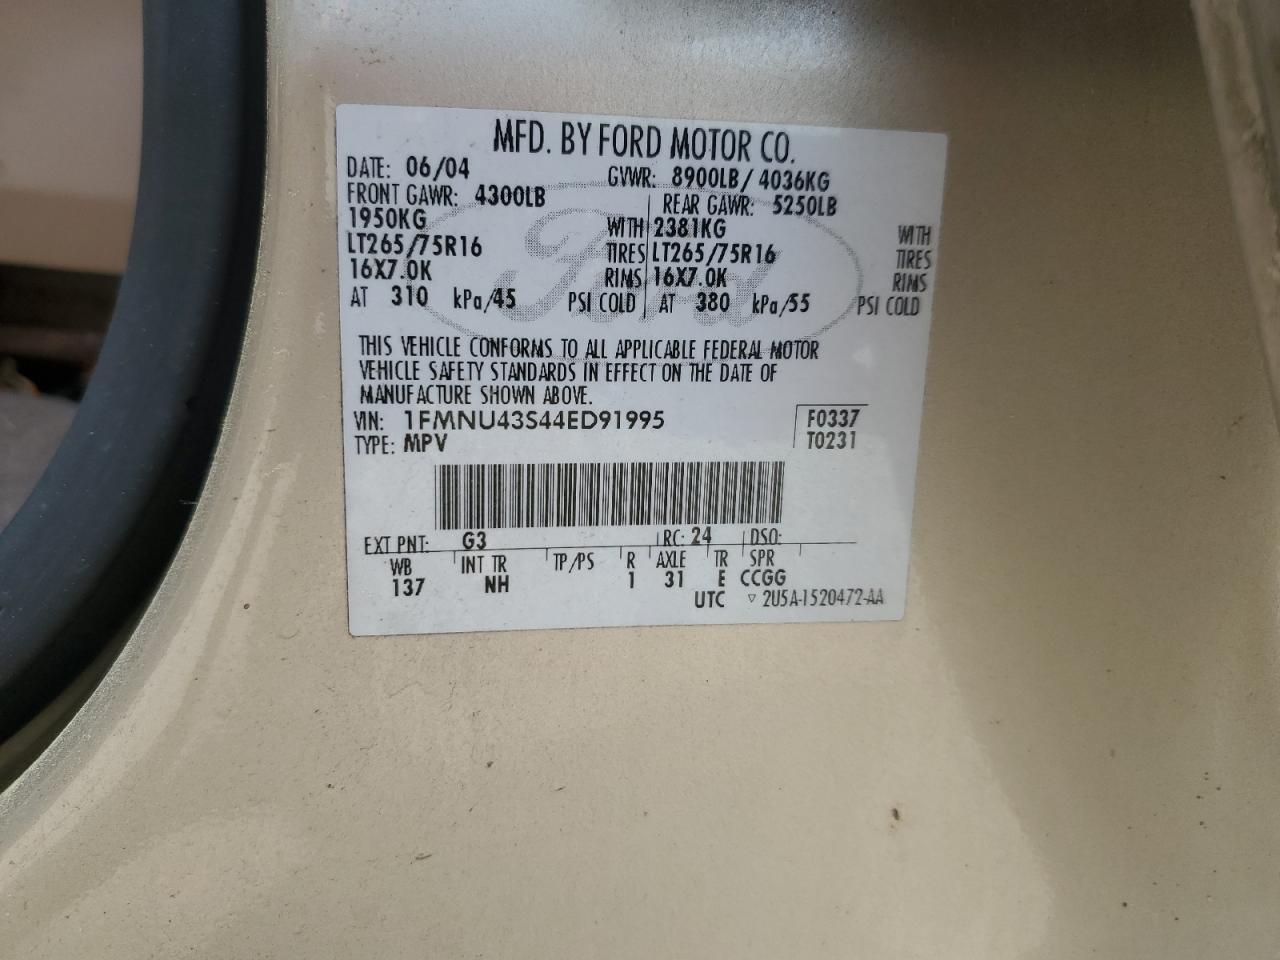 MFD. BY FORD MOTOR CO.
DATE: 06/04 GVWR: 8900LB/ 4036KG
FRONT GAWR: 4300LB REAR GAWR: 5250LB
1950KG WITH 2381KG WITH
LT265/75R16 TIRES LT265/75R16 TIRES
16X7.0K RIMS 16X7.0K RIMS
AT 310 kPa/45 PSI COLD AT 380 kPa/55 PSI COLD
Ford
THIS VEHICLE CONFORMS TO ALL APPLICABLE FEDERAL MOTOR
VEHICLE SAFETY STANDARDS IN EFFECT ON THE DATE OF
MANUFACTURE SHOWN ABOVE.
VIN: 1FMNU43S44ED91995 F0337
TYPE: MPV T0231
EXT PNT: G3 RC: 24 DSO:
WB INT TR TP/PS R AXLE TR SPR
137 NH 1 31 E CCGG
UTC ▽ 2U5A-1520472-AA